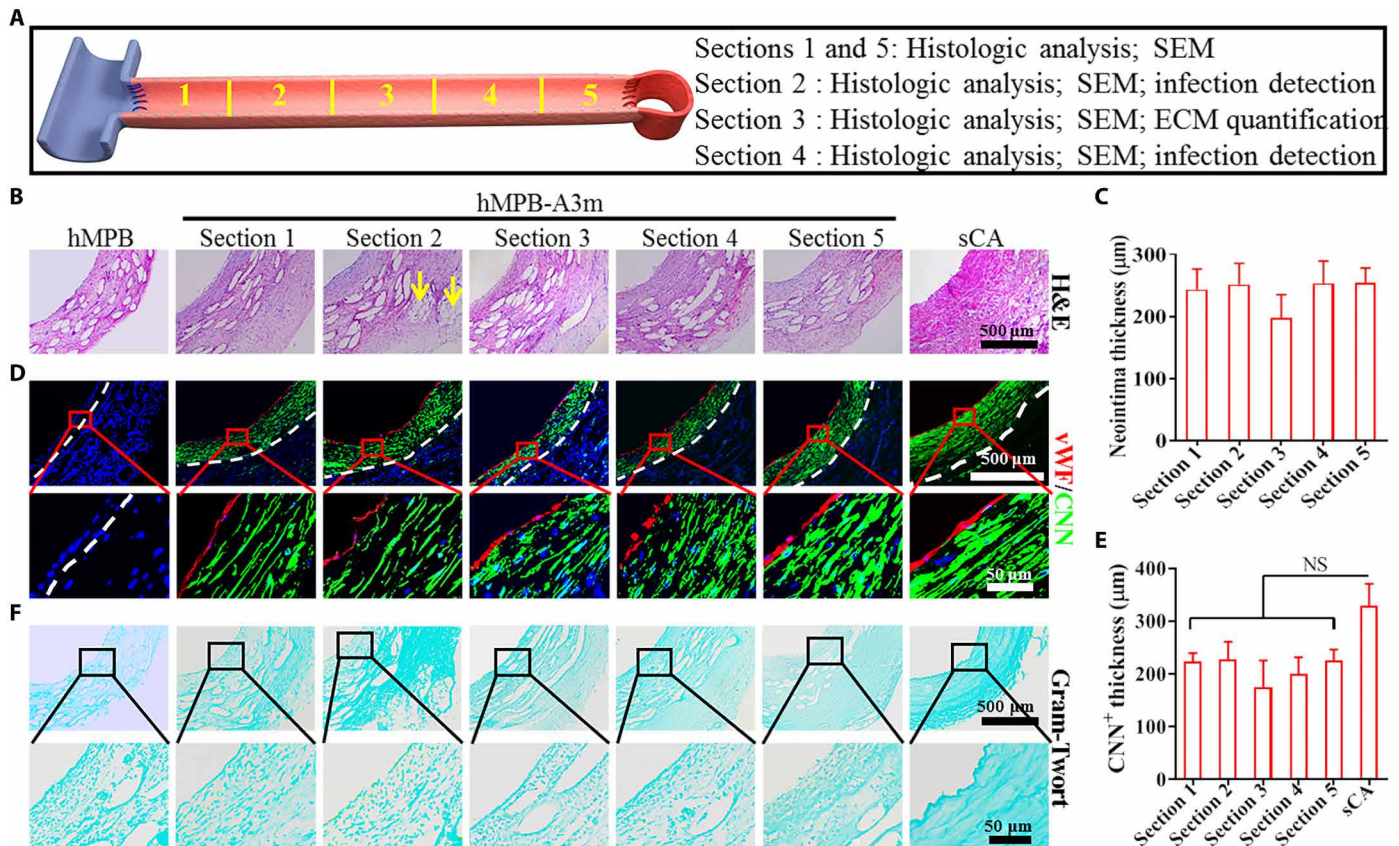 A
1
2
3
4
5
Sections 1 and 5: Histologic analysis; SEM
Section 2 : Histologic analysis; SEM; infection detection
Section 3 : Histologic analysis; SEM; ECM quantification
Section 4 : Histologic analysis; SEM; infection detection
B
hMPB-A3m
hMPB
Section 1
Section 2
Section 3
Section 4
Section 5
sCA
H&E
500 µm
C
Neointima thickness (µm)
300
200
100
0
Section 1
Section 2
Section 3
Section 4
Section 5
D
vWF/CNN
500 µm
50 µm
E
CNN+ thickness (µm)
400
300
200
100
0
NS
Section 1
Section 2
Section 3
Section 4
Section 5
sCA
F
Gram-Twort
500 µm
50 µm